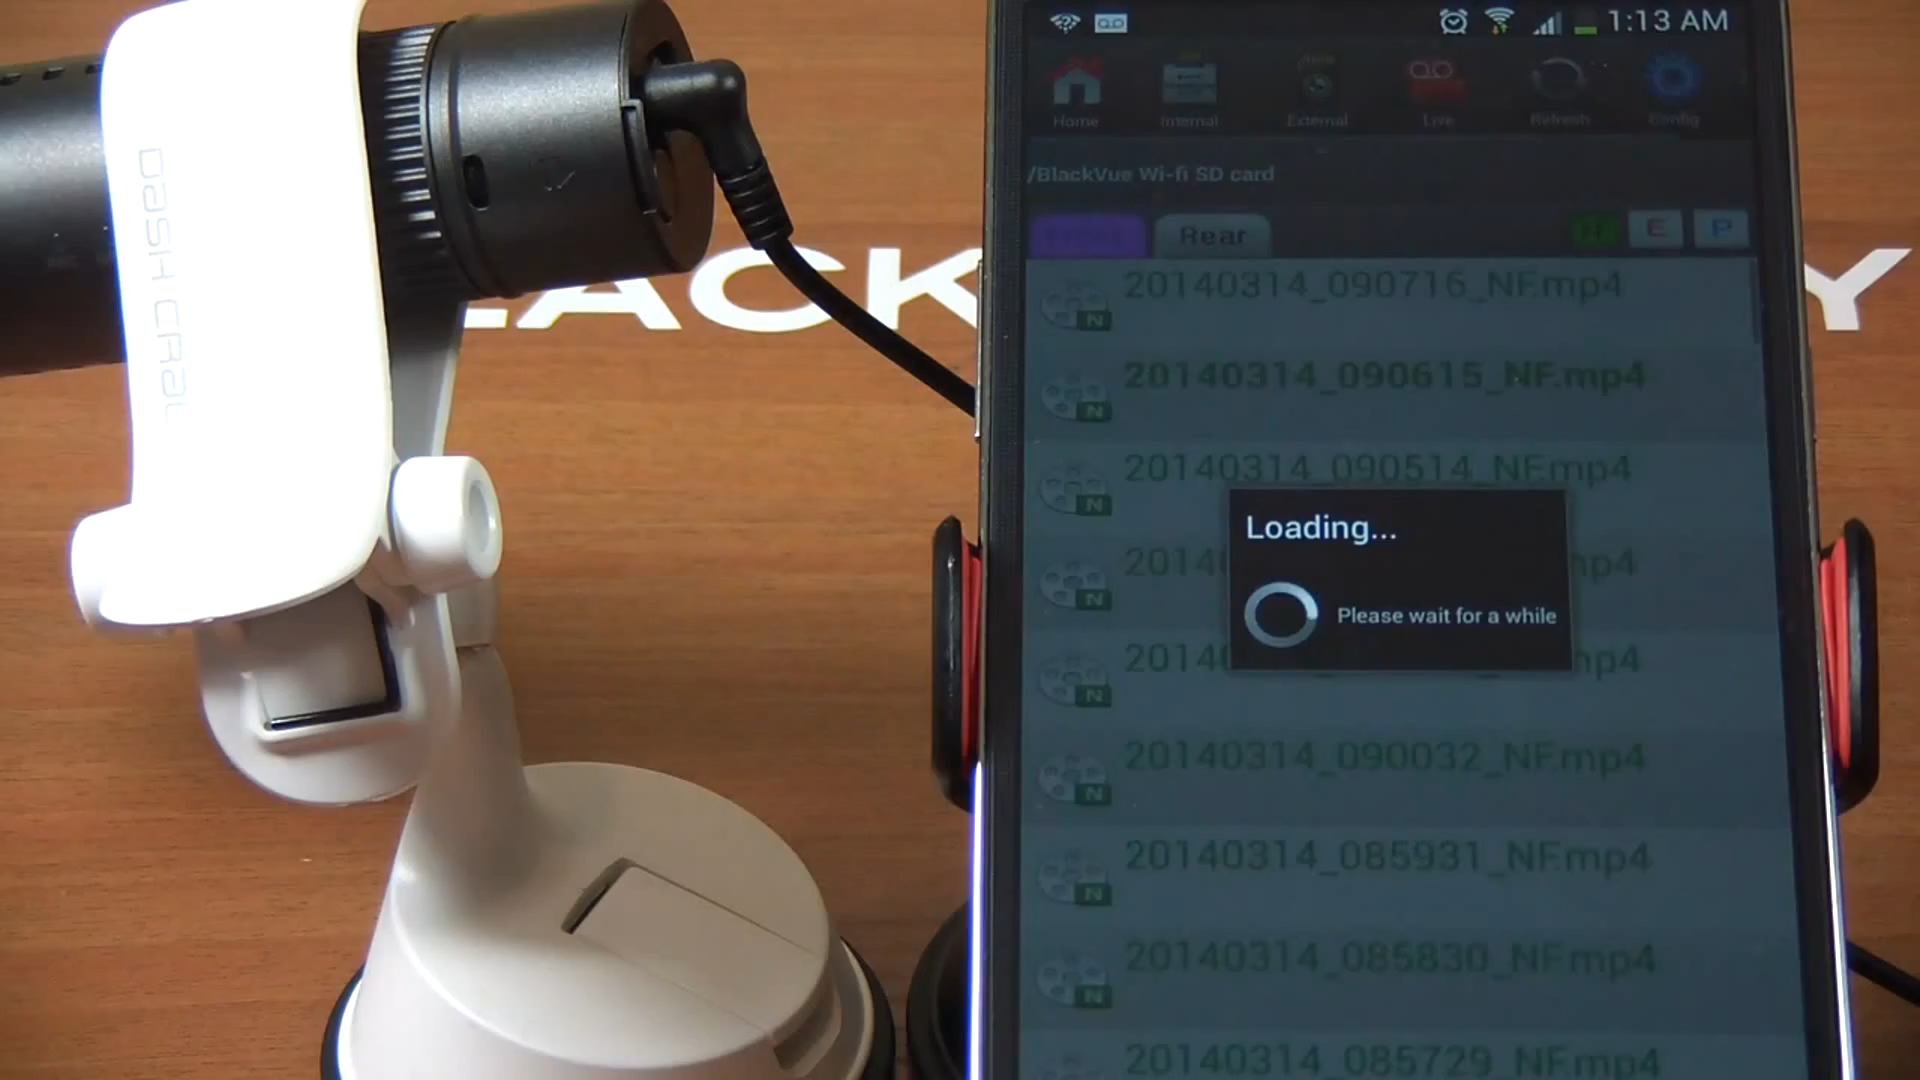 1:13 AM
Home Internal External Live Refresh Config
/BlackVue Wi-fi SD card
Rear E P
20140314_090716_NF.mp4
N
20140314_090615_NF.mp4
N
20140314_090514_NF.mp4
N
Loading...
Please wait for a while
N
N
20140314_090032_NF.mp4
N
20140314_085931_NF.mp4
N
20140314_085830_NF.mp4
N
20140314_085729_NF.mp4
DASH CRAL
ACK
Y